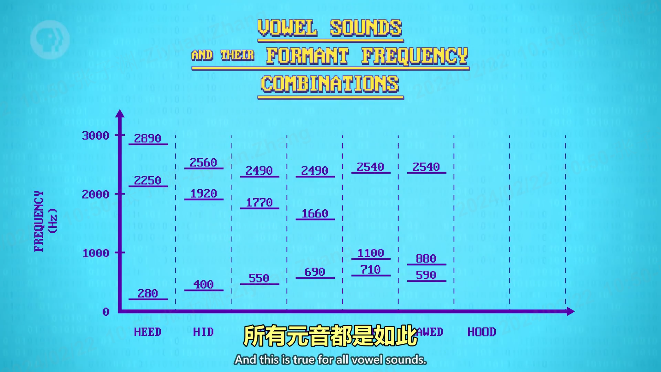 VOWEL SOUNDS
AND THEIR FORMANT FREQUENCY
COMBINATIONS
3000
2000
1000
0
FREQUENCY
(Hz)
2890
2250
280
2560
1920
400
2490
1770
550
2490
1660
690
2540
1100
710
2540
880
590
HEED HID AWED HOOD
所有元音都是如此
And this is true for all vowel sounds.